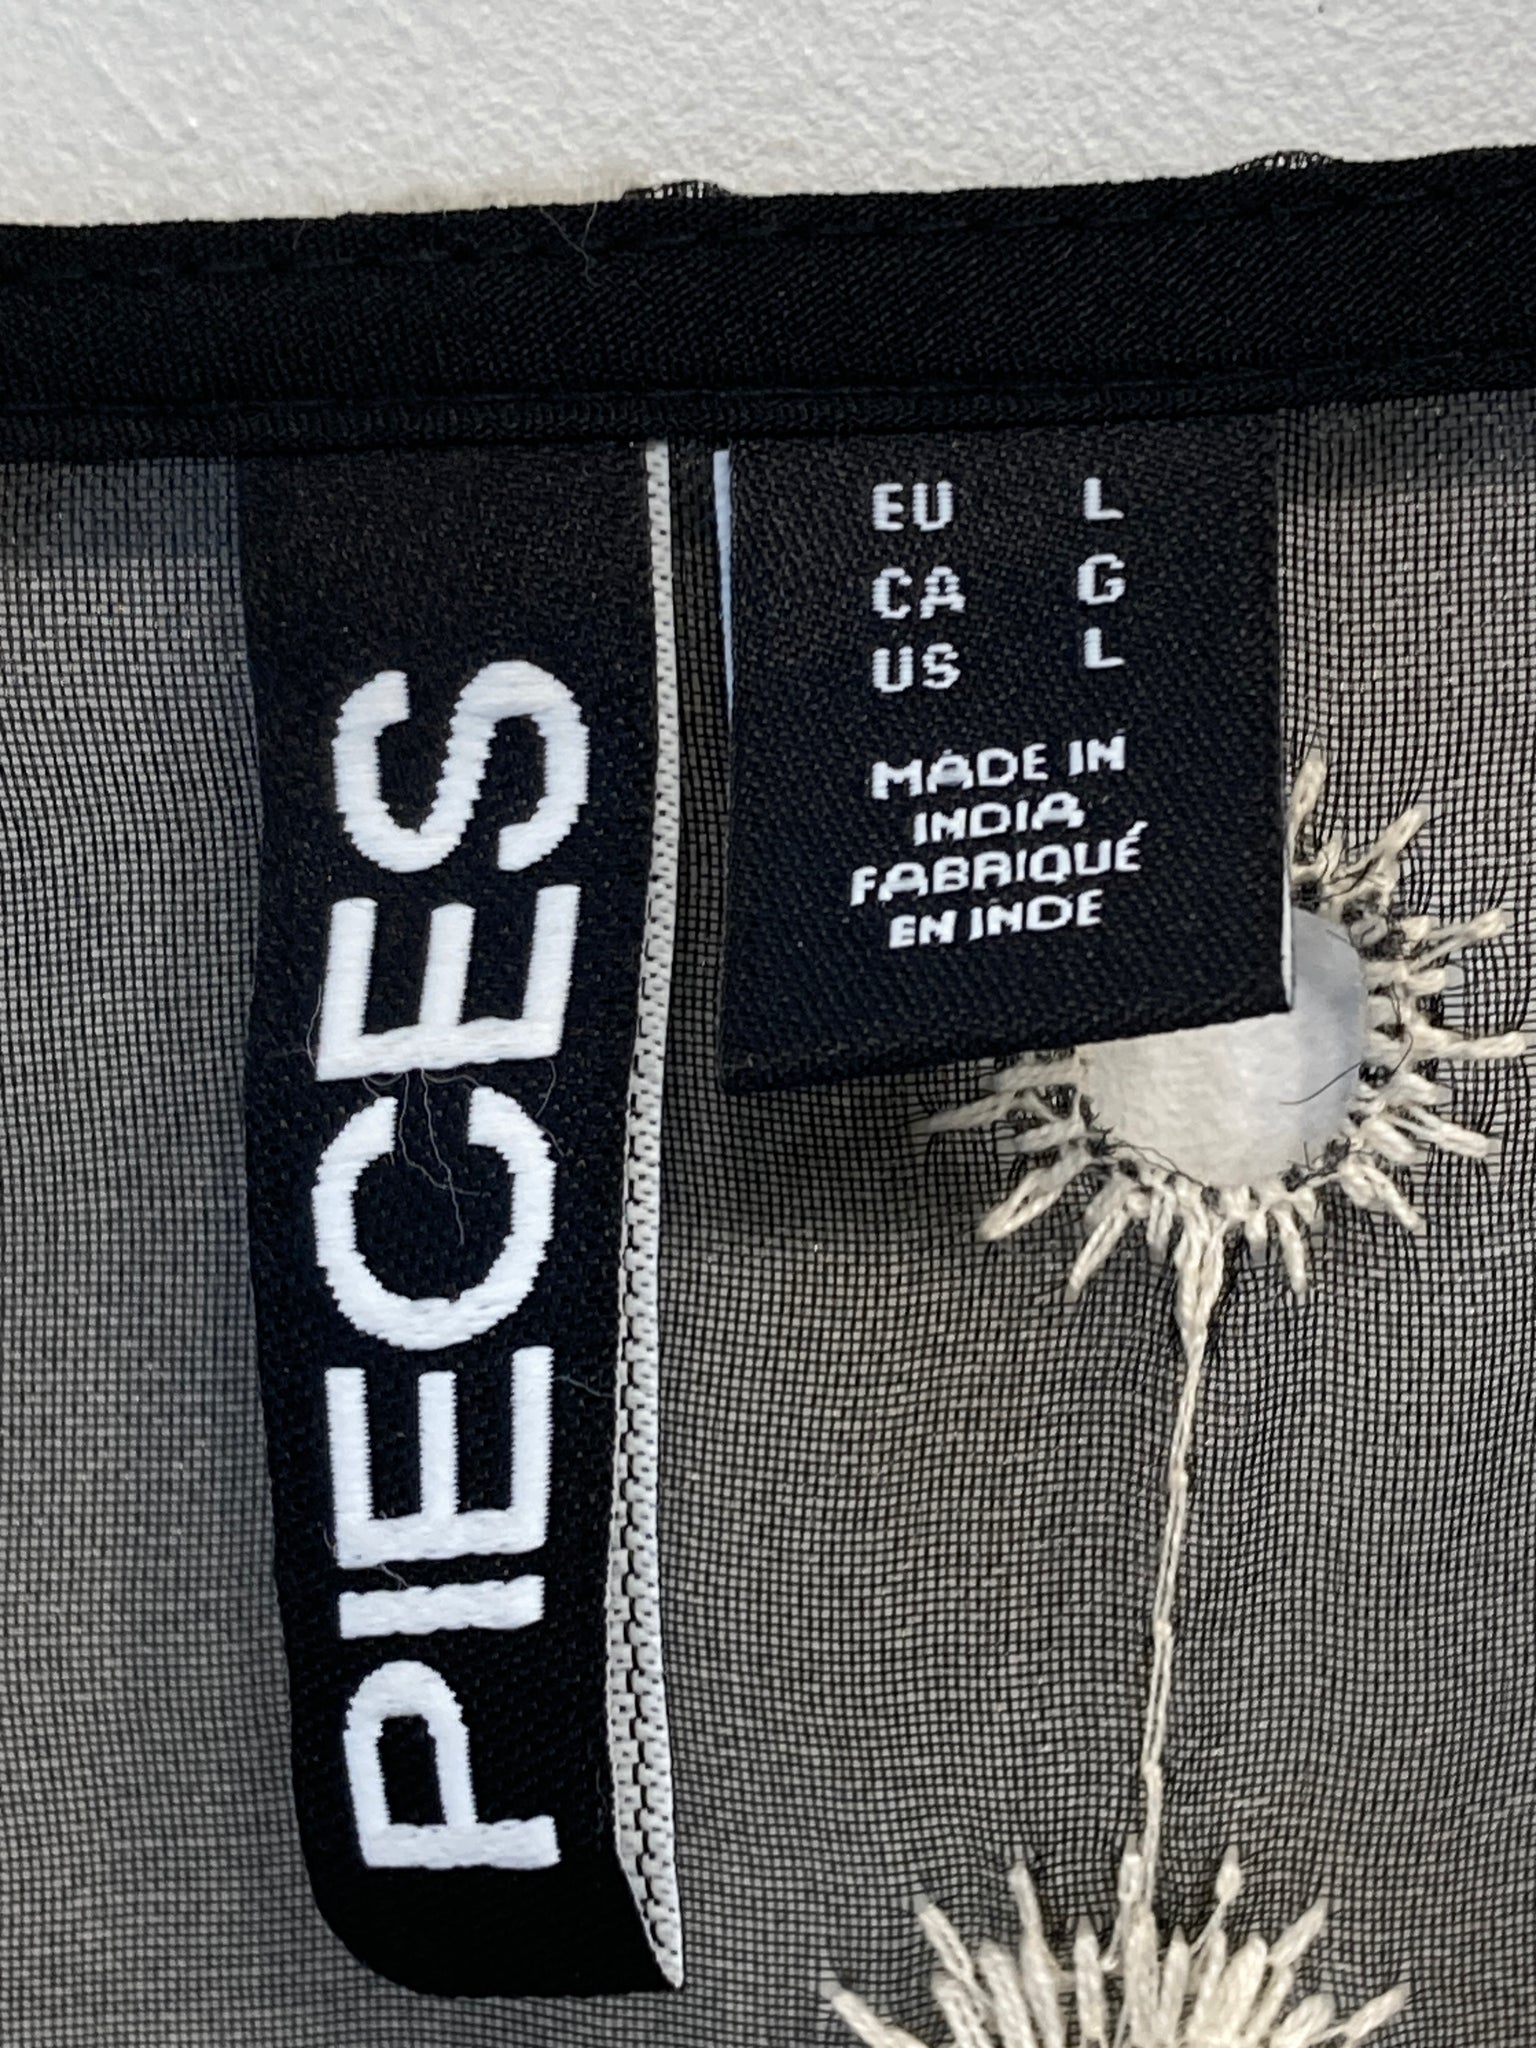 PIECES
EU L
CA G
US L
MADE IN
INDIA
FABRIQUÉ
EN INDE